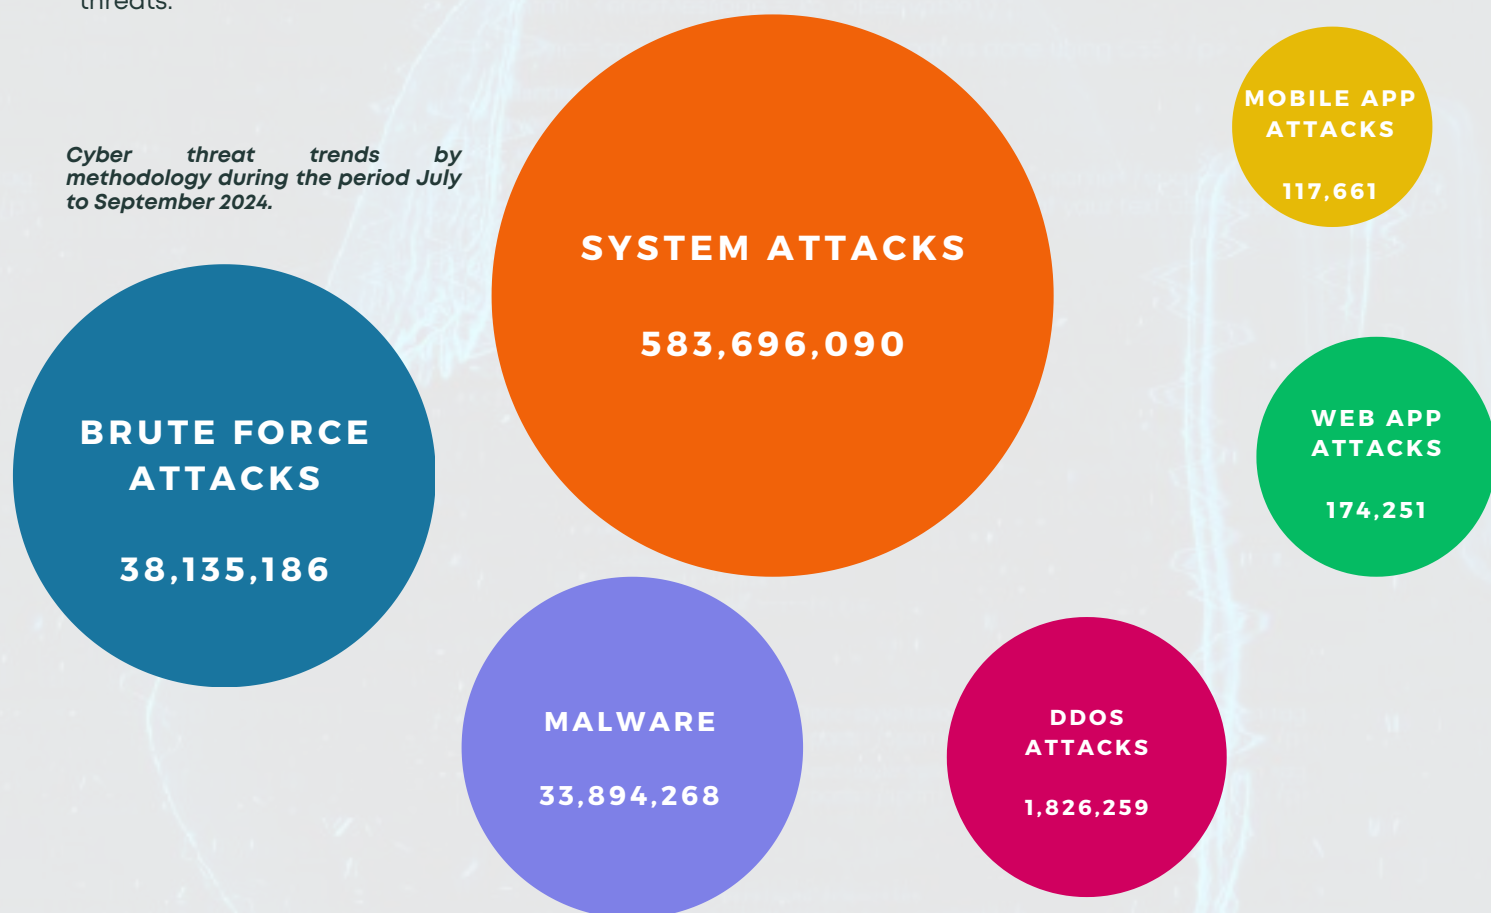 threats.
Cyber threat trends by
methodology during the period July
to September 2024.
SYSTEM ATTACKS
583,696,090
MOBILE APP
ATTACKS
117,661
BRUTE FORCE
ATTACKS
38,135,186
WEB APP
ATTACKS
174,251
MALWARE
33,894,268
DDOS
ATTACKS
1,826,259